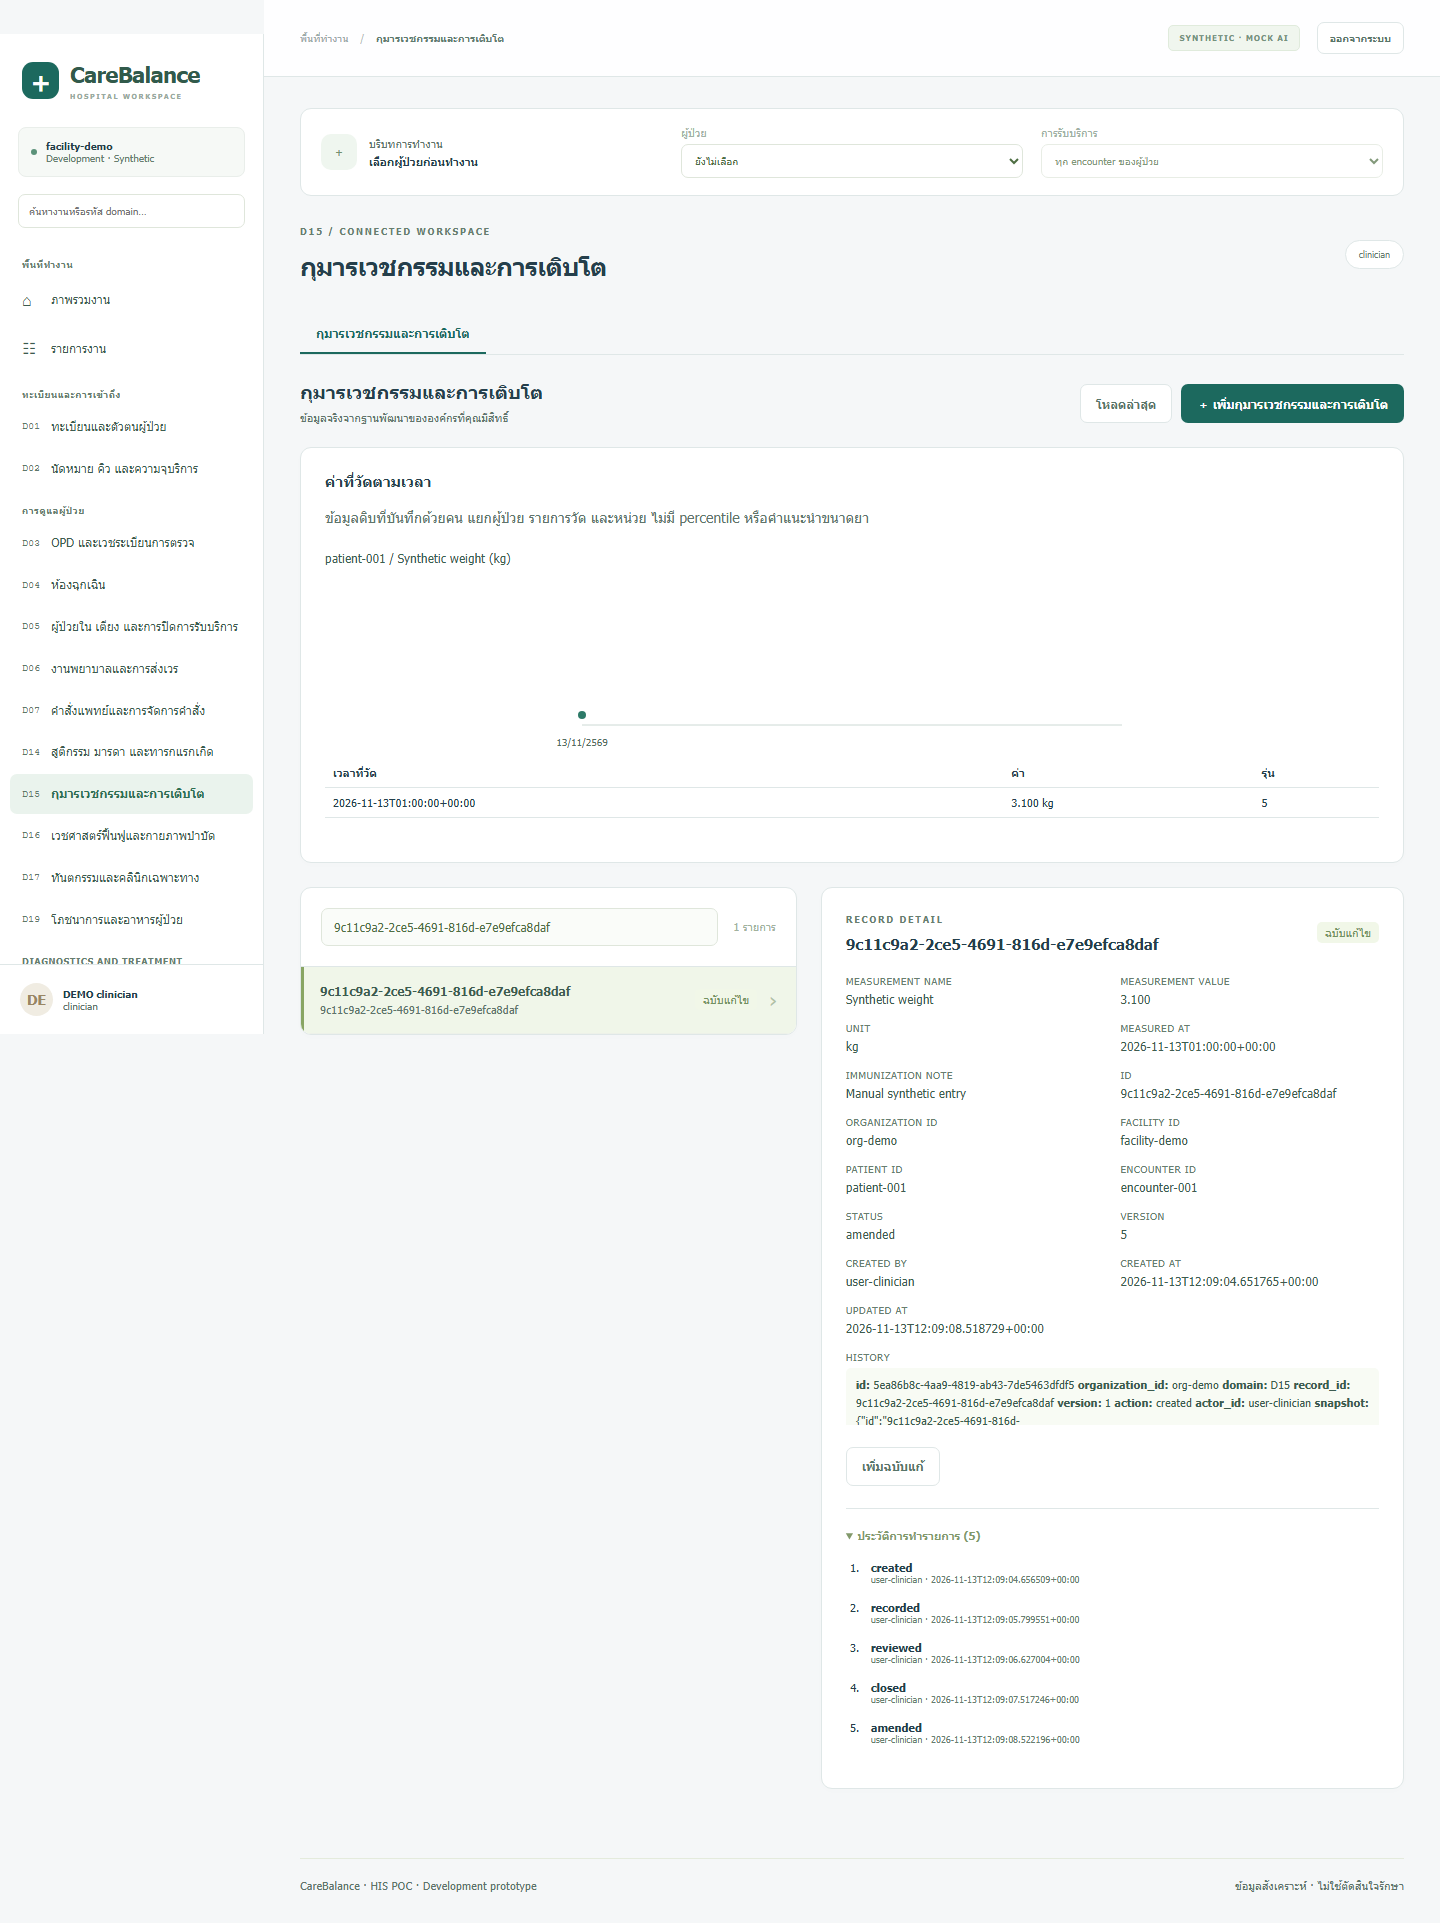 พื้นที่ทำงาน / กุมารเวชกรรมและการเติบโต
SYNTHETIC · MOCK AI
ออกจากระบบ
+ CareBalance
HOSPITAL WORKSPACE
facility-demo
Development · Synthetic
ค้นหางานหรือรหัส domain...
พื้นที่ทำงาน
ภาพรวมงาน
รายการงาน
ทะเบียนและการเข้าถึง
D01 ทะเบียนและตัวตนผู้ป่วย
D02 นัดหมาย คิว และความจุบริการ
การดูแลผู้ป่วย
D03 OPD และเวชระเบียนการตรวจ
D04 ห้องฉุกเฉิน
D05 ผู้ป่วยใน เตียง และการปิดการรับบริการ
D06 งานพยาบาลและการส่งเวร
D07 คำสั่งแพทย์และการจัดการคำสั่ง
D14 สูติกรรม มารดา และทารกแรกเกิด
D15 กุมารเวชกรรมและการเติบโต
D16 เวชศาสตร์ฟื้นฟูและกายภาพบำบัด
D17 ทันตกรรมและคลินิกเฉพาะทาง
D19 โภชนาการและอาหารผู้ป่วย
DIAGNOSTICS AND TREATMENT
DE DEMO clinician
clinician
+ บริบทการทำงาน
เลือกผู้ป่วยก่อนทำงาน
ผู้ป่วย
ยังไม่เลือก
การรับบริการ
ทุก encounter ของผู้ป่วย
D15 / CONNECTED WORKSPACE
กุมารเวชกรรมและการเติบโต
clinician
กุมารเวชกรรมและการเติบโต
กุมารเวชกรรมและการเติบโต
ข้อมูลจริงจากฐานพัฒนาขององค์กรที่คุณมีสิทธิ์
โหลดล่าสุด
+ เพิ่มกุมารเวชกรรมและการเติบโต
ค่าที่วัดตามเวลา
ข้อมูลดิบที่บันทึกด้วยคน แยกผู้ป่วย รายการวัด และหน่วย ไม่มี percentile หรือคำแนะนำขนาดยา
patient-001 / Synthetic weight (kg)
13/11/2569
เวลาที่วัด ค่า รุ่น
2026-11-13T01:00:00+00:00 3.100 kg 5
9c11c9a2-2ce5-4691-816d-e7e9efca8daf
1 รายการ
9c11c9a2-2ce5-4691-816d-e7e9efca8daf
9c11c9a2-2ce5-4691-816d-e7e9efca8daf
ฉบับแก้ไข
RECORD DETAIL
9c11c9a2-2ce5-4691-816d-e7e9efca8daf
ฉบับแก้ไข
MEASUREMENT NAME MEASUREMENT VALUE
Synthetic weight 3.100
UNIT MEASURED AT
kg 2026-11-13T01:00:00+00:00
IMMUNIZATION NOTE ID
Manual synthetic entry 9c11c9a2-2ce5-4691-816d-e7e9efca8daf
ORGANIZATION ID FACILITY ID
org-demo facility-demo
PATIENT ID ENCOUNTER ID
patient-001 encounter-001
STATUS VERSION
amended 5
CREATED BY CREATED AT
user-clinician 2026-11-13T12:09:04.651765+00:00
UPDATED AT
2026-11-13T12:09:08.518729+00:00
HISTORY
id: 5ea86b8c-4aa9-4819-ab43-7de5463dfdf5 organization_id: org-demo domain: D15 record_id:
9c11c9a2-2ce5-4691-816d-e7e9efca8daf version: 1 action: created actor_id: user-clinician snapshot:
{"id":"9c11c9a2-2ce5-4691-816d-
เพิ่มฉบับแก้
▼ ประวัติการทำรายการ (5)
1. created
user-clinician · 2026-11-13T12:09:04.656509+00:00
2. recorded
user-clinician · 2026-11-13T12:09:05.799551+00:00
3. reviewed
user-clinician · 2026-11-13T12:09:06.627004+00:00
4. closed
user-clinician · 2026-11-13T12:09:07.517246+00:00
5. amended
user-clinician · 2026-11-13T12:09:08.522196+00:00
CareBalance · HIS POC · Development prototype
ข้อมูลสังเคราะห์ · ไม่ใช้ตัดสินใจรักษา